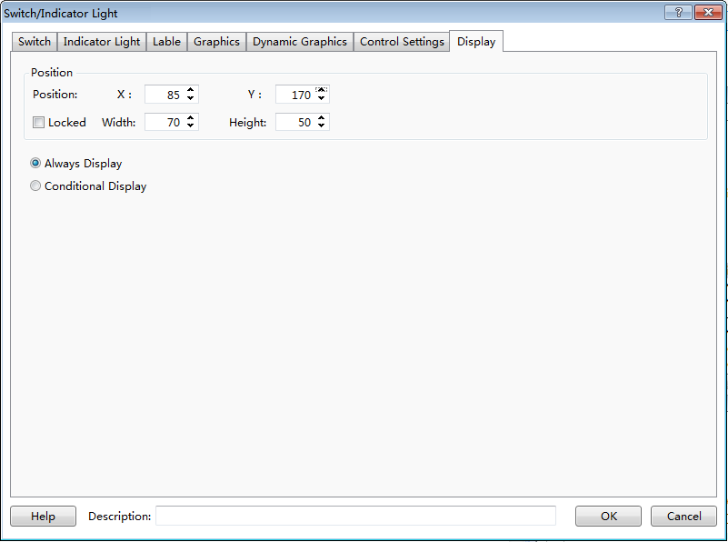 Switch/Indicator Light
Switch Indicator Light Lable Graphics Dynamic Graphics Control Settings Display
Position
Position: X : 85 Y : 170
Locked Width: 70 Height: 50
Always Display
Conditional Display
Help Description: OK Cancel